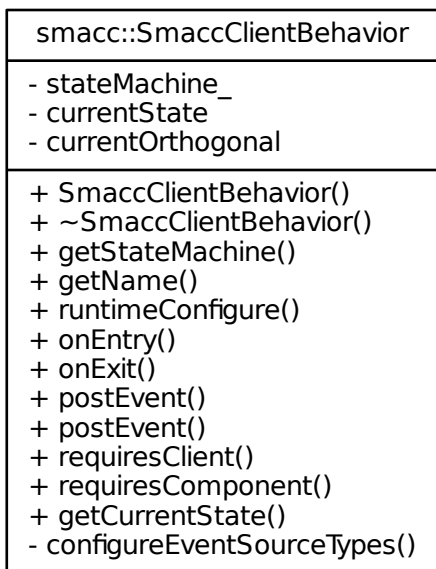 smacc::SmaccClientBehavior
- stateMachine_
- currentState
- currentOrthogonal
+ SmaccClientBehavior()
+ ~SmaccClientBehavior()
+ getStateMachine()
+ getName()
+ runtimeConfigure()
+ onEntry()
+ onExit()
+ postEvent()
+ postEvent()
+ requiresClient()
+ requiresComponent()
+ getCurrentState()
- configureEventSourceTypes()